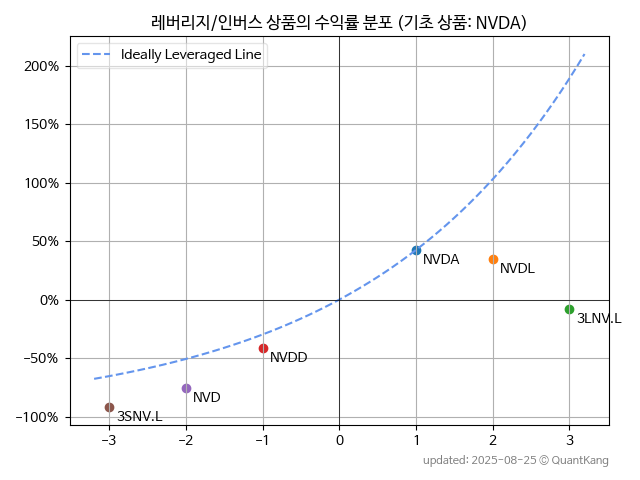 레버리지/인버스 상품의 수익률 분포 (기초 상품: NVDA)
Ideally Leveraged Line
200%
150%
100%
50%
0%
−50%
−100%
NVDA
NVDL
3LNV.L
NVDD
NVD
3SNV.L
−3 −2 −1 0 1 2 3
updated: 2025-08-25 © QuantKang